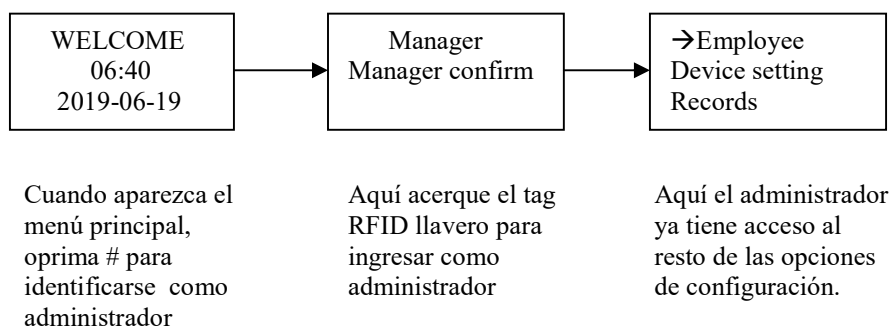 WELCOME
06:40
2019-06-19
Manager
Manager confirm
→Employee
Device setting
Records
Cuando aparezca el
menú principal,
oprima # para
identificarse como
administrador
Aquí acerque el tag
RFID llavero para
ingresar como
administrador
Aquí el administrador
ya tiene acceso al
resto de las opciones
de configuración.